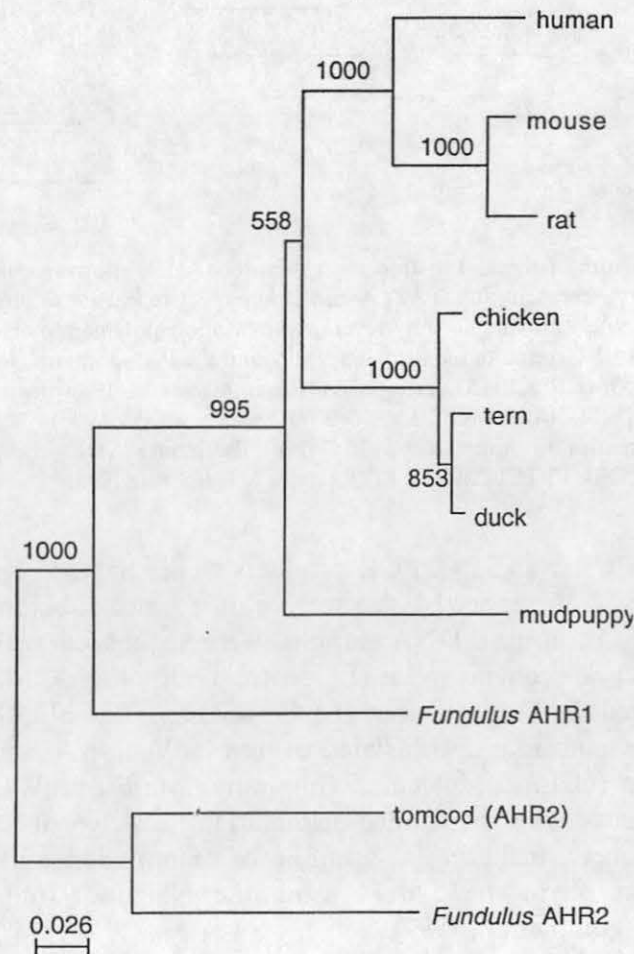 human
1000
mouse
1000
rat
558
chicken
1000
tern
995
853
duck
1000
mudpuppy
Fundulus AHR1
tomcod (AHR2)
Fundulus AHR2
0.026